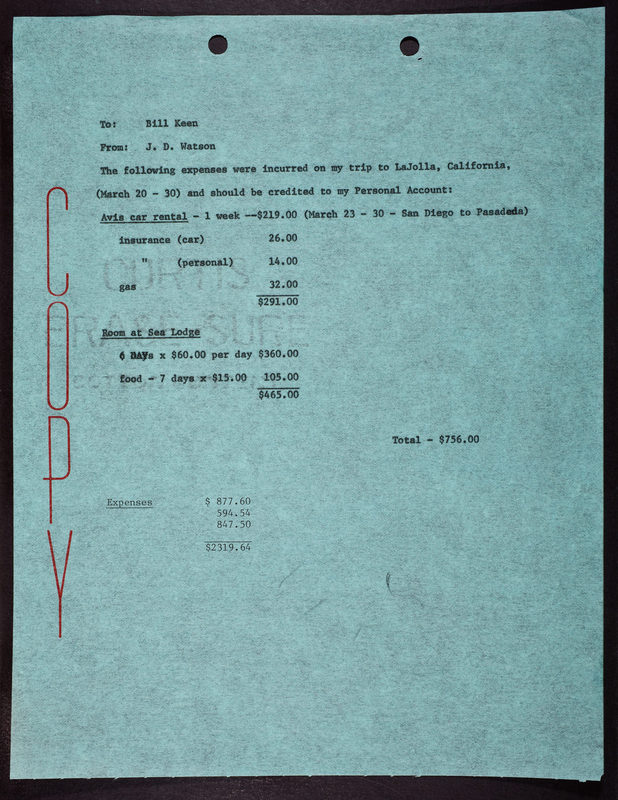 To: Bill Keen
From: J. D. Watson
The following expenses were incurred on my trip to LaJolla, California,
(March 20 - 30) and should be credited to my Personal Account:
Avis car rental - 1 week --$219.00 (March 23 - 30 - San Diego to Pasadeda)
insurance (car) 26.00
" (personal) 14.00
gas 32.00
$291.00
CURTIS
ERASE SURE
Room at Sea Lodge
6 DAYs x $60.00 per day $360.00
food - 7 days x $15.00 105.00
$465.00
Total - $756.00
Expenses $ 877.60
594.54
847.50
$2319.64
COPY